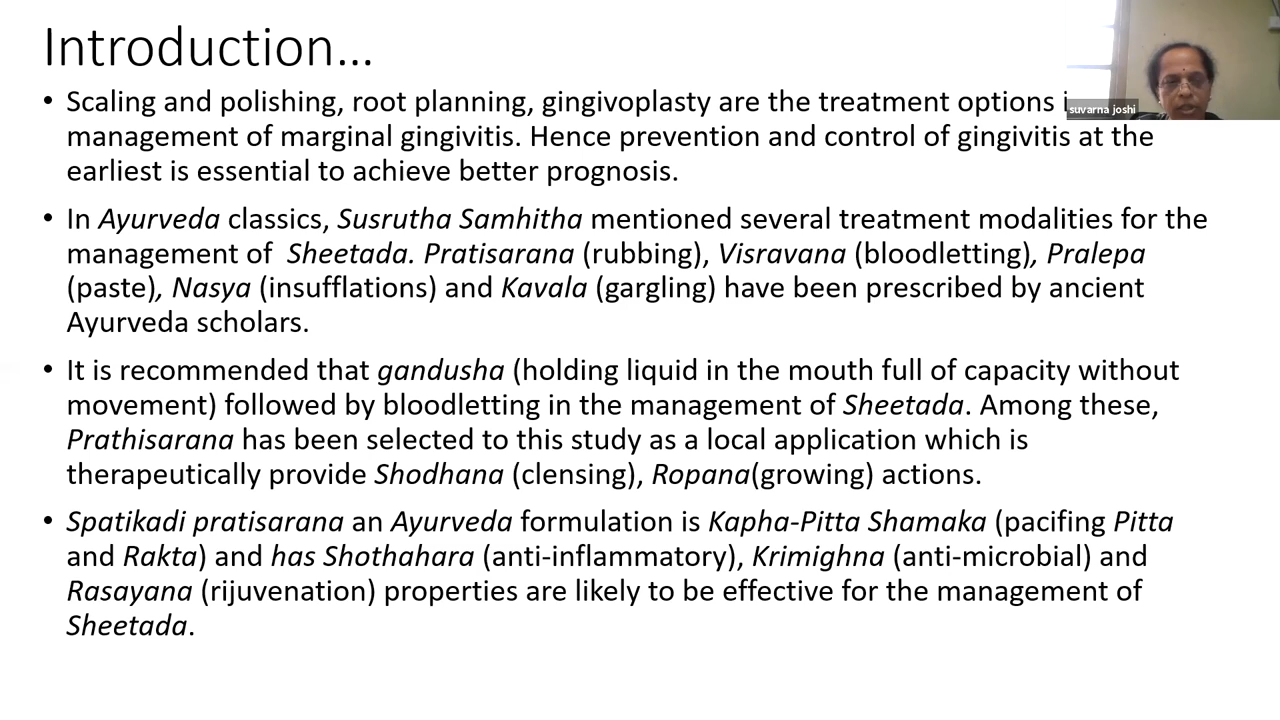 Introduction...
• Scaling and polishing, root planning, gingivoplasty are the treatment options
suvarna joshi
management of marginal gingivitis. Hence prevention and control of gingivitis at the
earliest is essential to achieve better prognosis.
• In Ayurveda classics, Susrutha Samhitha mentioned several treatment modalities for the
management of Sheetada. Pratisarana (rubbing), Visravana (bloodletting), Pralepa
(paste), Nasya (insufflations) and Kavala (gargling) have been prescribed by ancient
Ayurveda scholars.
• It is recommended that gandusha (holding liquid in the mouth full of capacity without
movement) followed by bloodletting in the management of Sheetada. Among these,
Prathisarana has been selected to this study as a local application which is
therapeutically provide Shodhana (clensing), Ropana(growing) actions.
• Spatikadi pratisarana an Ayurveda formulation is Kapha-Pitta Shamaka (pacifing Pitta
and Rakta) and has Shothahara (anti-inflammatory), Krimighna (anti-microbial) and
Rasayana (rijuvenation) properties are likely to be effective for the management of
Sheetada.